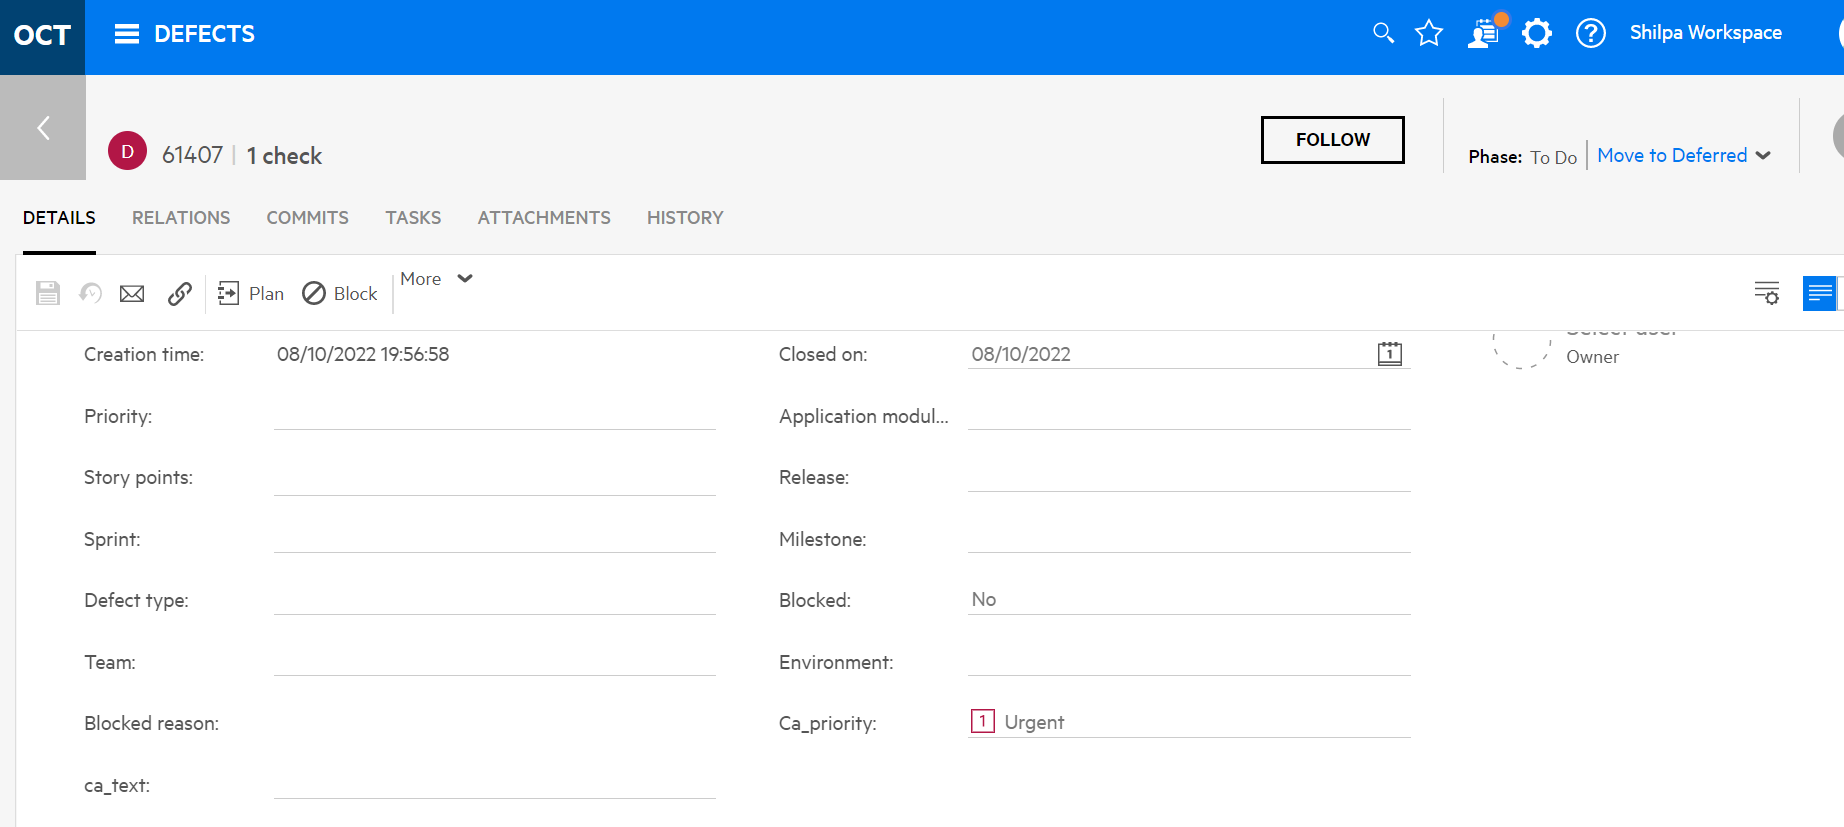 OCT
DEFECTS
Shilpa Workspace
D
61407 | 1 check
FOLLOW
Phase: To Do
Move to Deferred
DETAILS
RELATIONS
COMMITS
TASKS
ATTACHMENTS
HISTORY
Plan
Block
More
Creation time: 08/10/2022 19:56:58
Closed on: 08/10/2022
1
Select user
Owner
Priority:
Application modul...
Story points:
Release:
Sprint:
Milestone:
Defect type:
Blocked: No
Team:
Environment:
Blocked reason:
Ca_priority: 1 Urgent
ca_text: